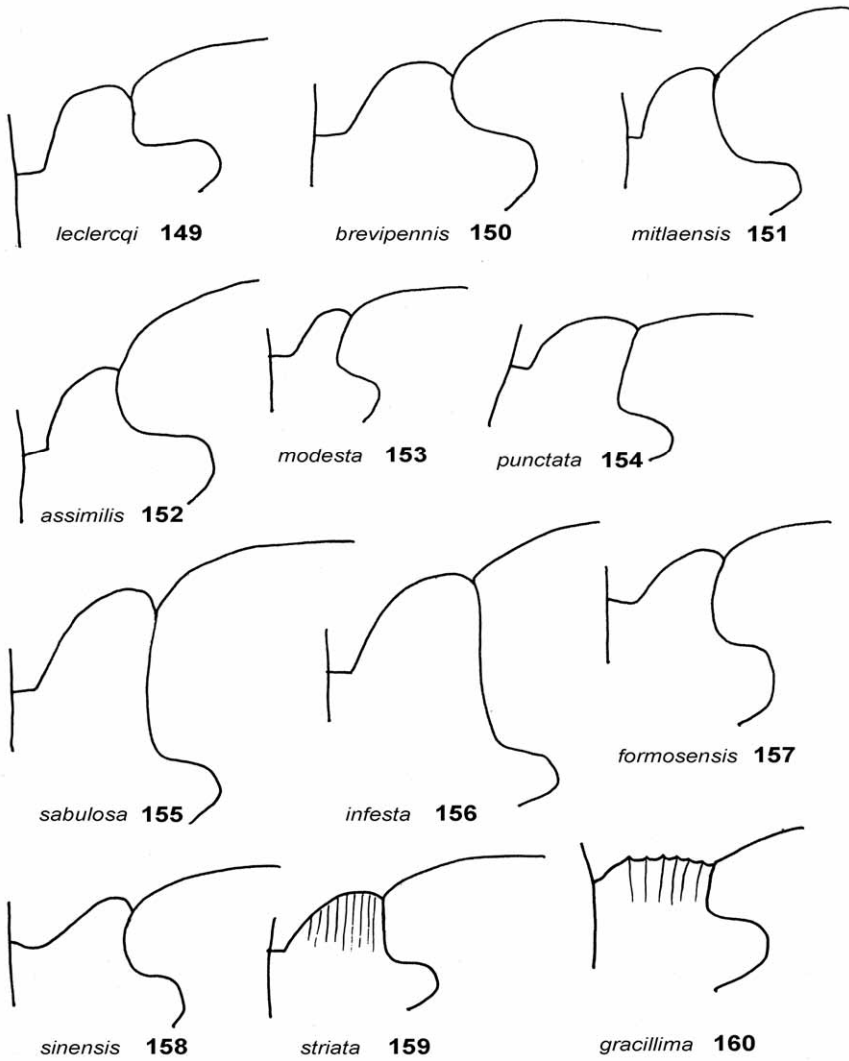 leclercqi 149 brevipennis 150 mitlaensis 151
assimilis 152 modesta 153 punctata 154
sabulosa 155 infesta 156 formosensis 157
sinensis 158 striata 159 gracillima 160